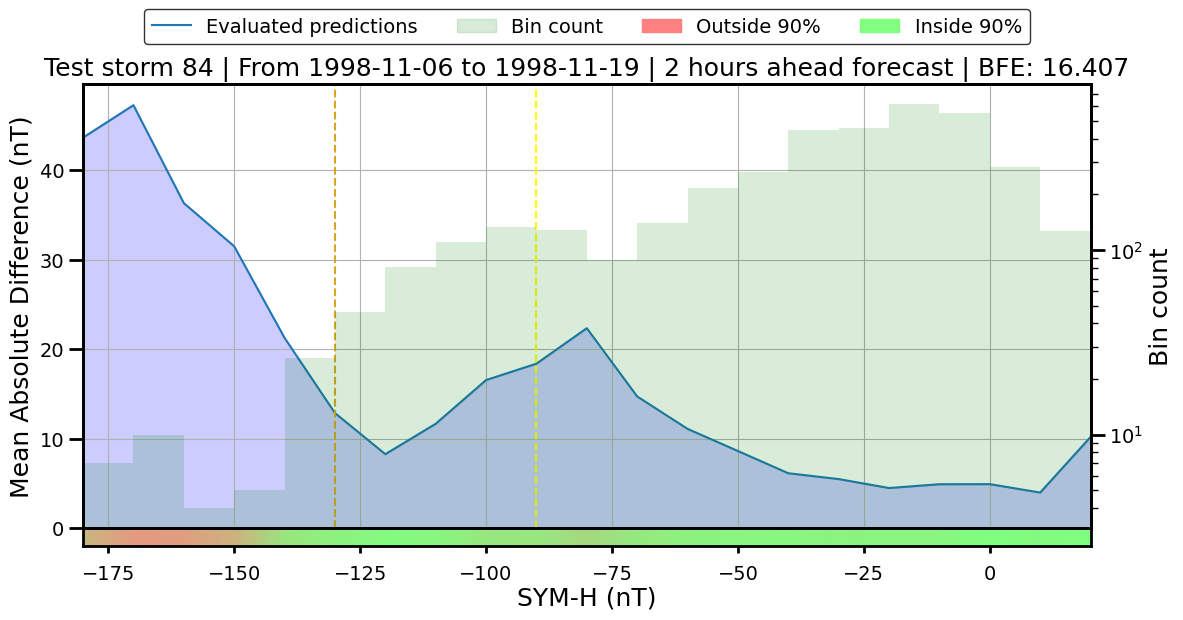 Evaluated predictions Bin count Outside 90% Inside 90%
Test storm 84 | From 1998-11-06 to 1998-11-19 | 2 hours ahead forecast | BFE: 16.407
Mean Absolute Difference (nT)
40
30
20
10
0
10²
10¹
Bin count
−175 −150 −125 −100 −75 −50 −25 0
SYM-H (nT)